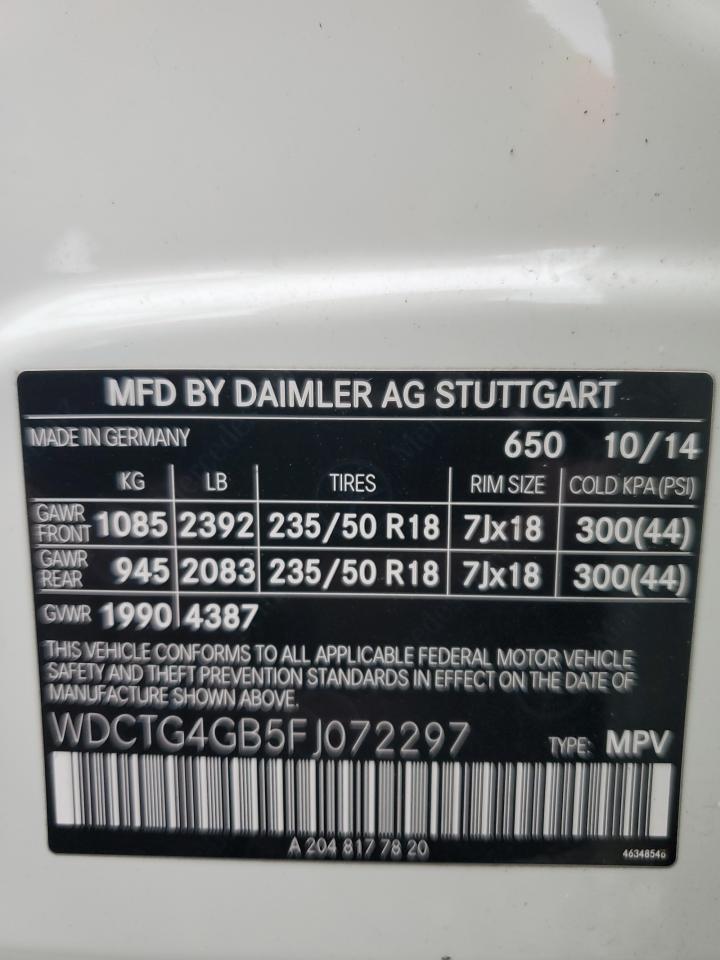 MFD BY DAIMLER AG STUTTGART
MADE IN GERMANY 650 10/14
KG LB TIRES RIM SIZE COLD KPA (PSI)
GAWR FRONT 1085 2392 235/50 R18 7Jx18 300(44)
GAWR REAR 945 2083 235/50 R18 7Jx18 300(44)
GVWR 1990 4387
THIS VEHICLE CONFORMS TO ALL APPLICABLE FEDERAL MOTOR VEHICLE
SAFETY AND THEFT PREVENTION STANDARDS IN EFFECT ON THE DATE OF
MANUFACTURE SHOWN ABOVE.
WDCTG4GB5FJ072297 TYPE: MPV
A 204 817 78 20